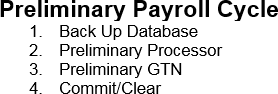 Preliminary Payroll Cycle
1. Back Up Database
2. Preliminary Processor
3. Preliminary GTN
4. Commit/Clear